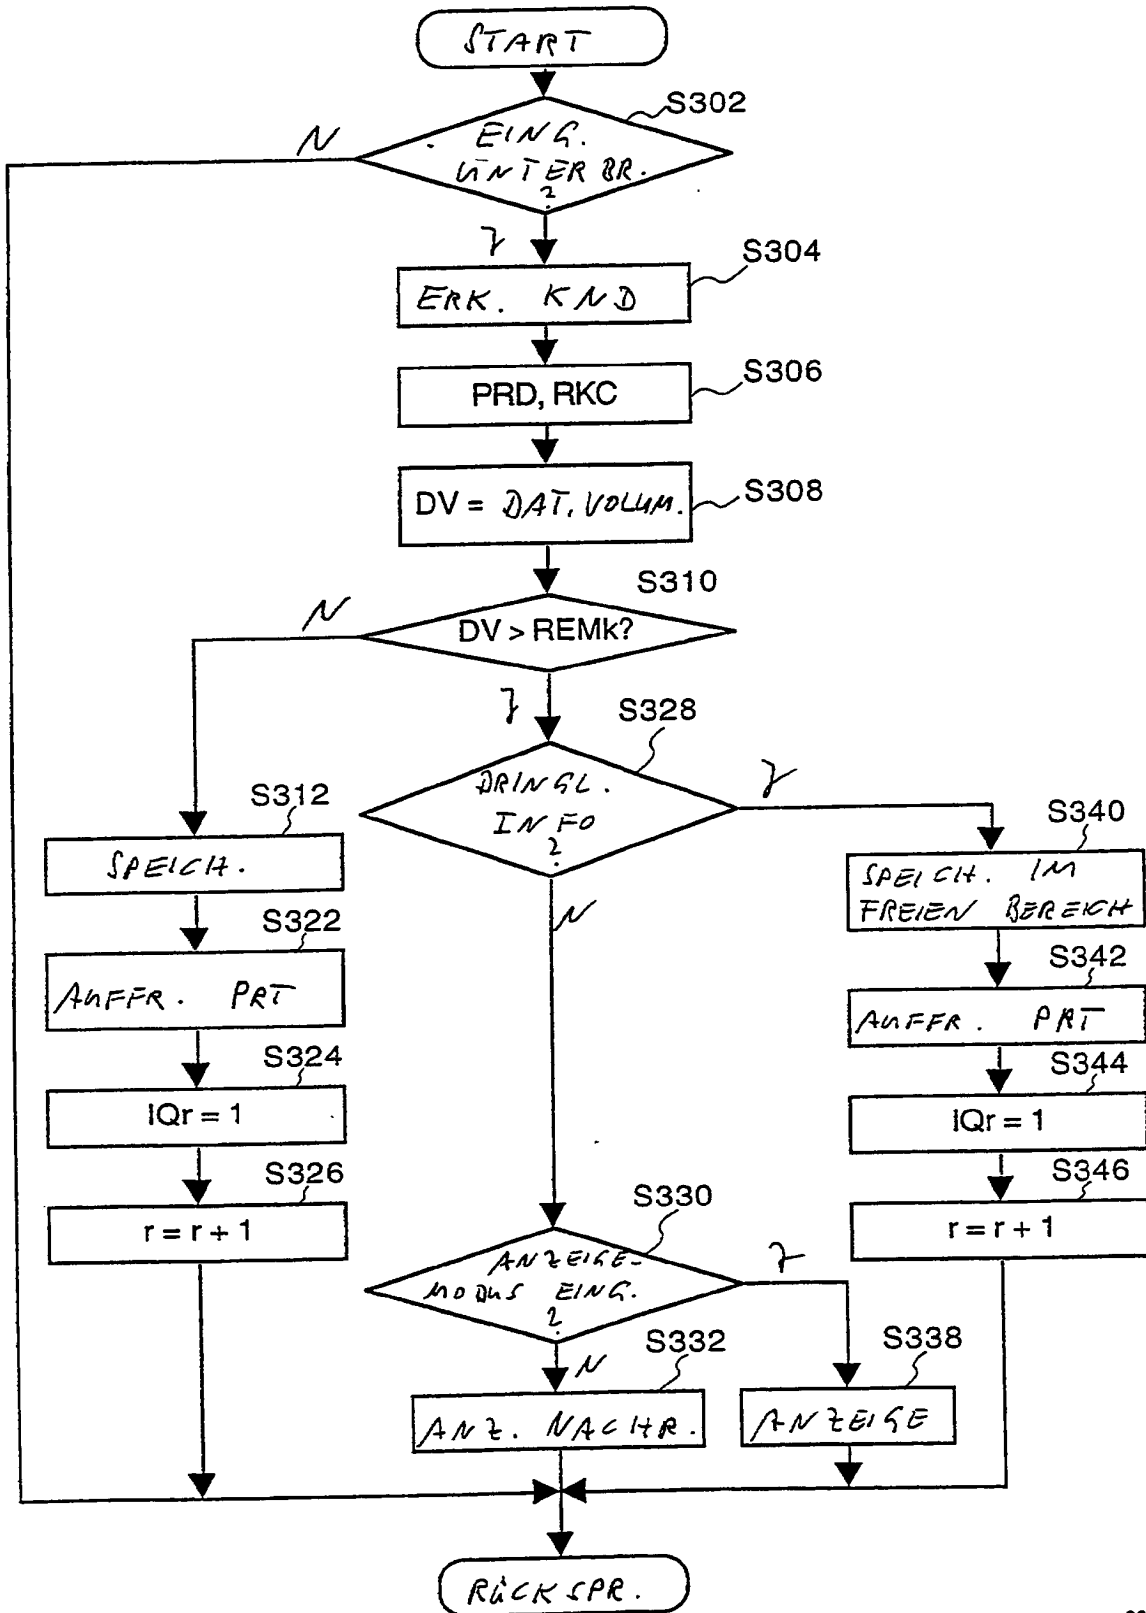 START
S302
N
EING.
UNTERBR.
?
J
S304
ERK. KND
S306
PRD, RKC
S308
DV = DAT. VOLUM.
S310
N
DV > REMk?
J
S328
DRINGL.
INFO
?
J
N
S312
SPEICH.
S322
AUFFR. PRT
S324
IQr = 1
S326
r = r + 1
S340
SPEICH. IM
FREIEN BEREICH
S342
AUFFR. PRT
S344
IQr = 1
S346
r = r + 1
S330
ANZEIGE-
MODUS EING.
?
J
N
S332
ANZ. NACHR.
S338
ANZEIGE
RÜCKSPR.